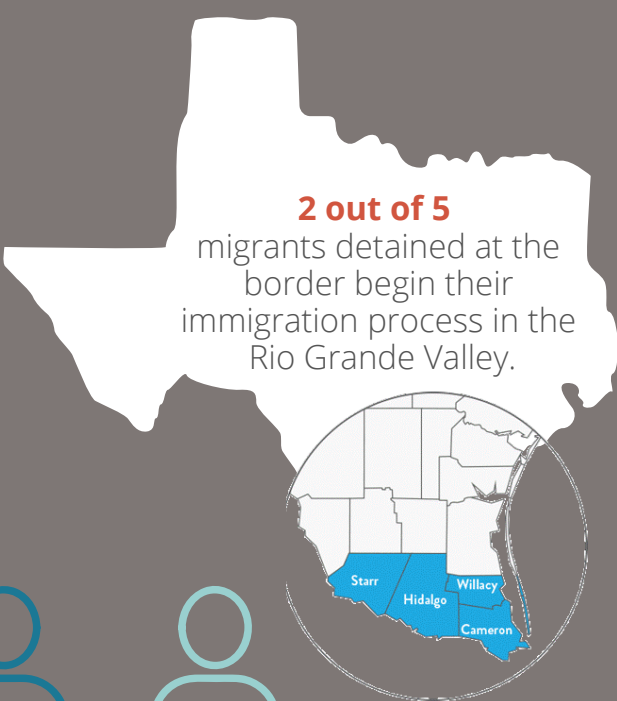 2 out of 5
migrants detained at the
border begin their
immigration process in the
Rio Grande Valley.
Starr
Hidalgo
Willacy
Cameron